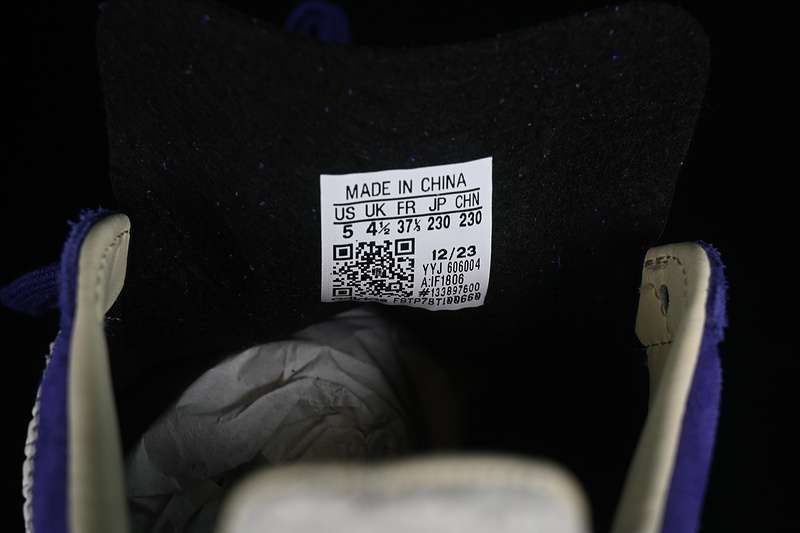 MADE IN CHINA
US UK FR JP CHN
5 4½ 37⅓ 230 230
12/23
YYJ 606004
A:IF1806
#133897600
F8TP78T100660